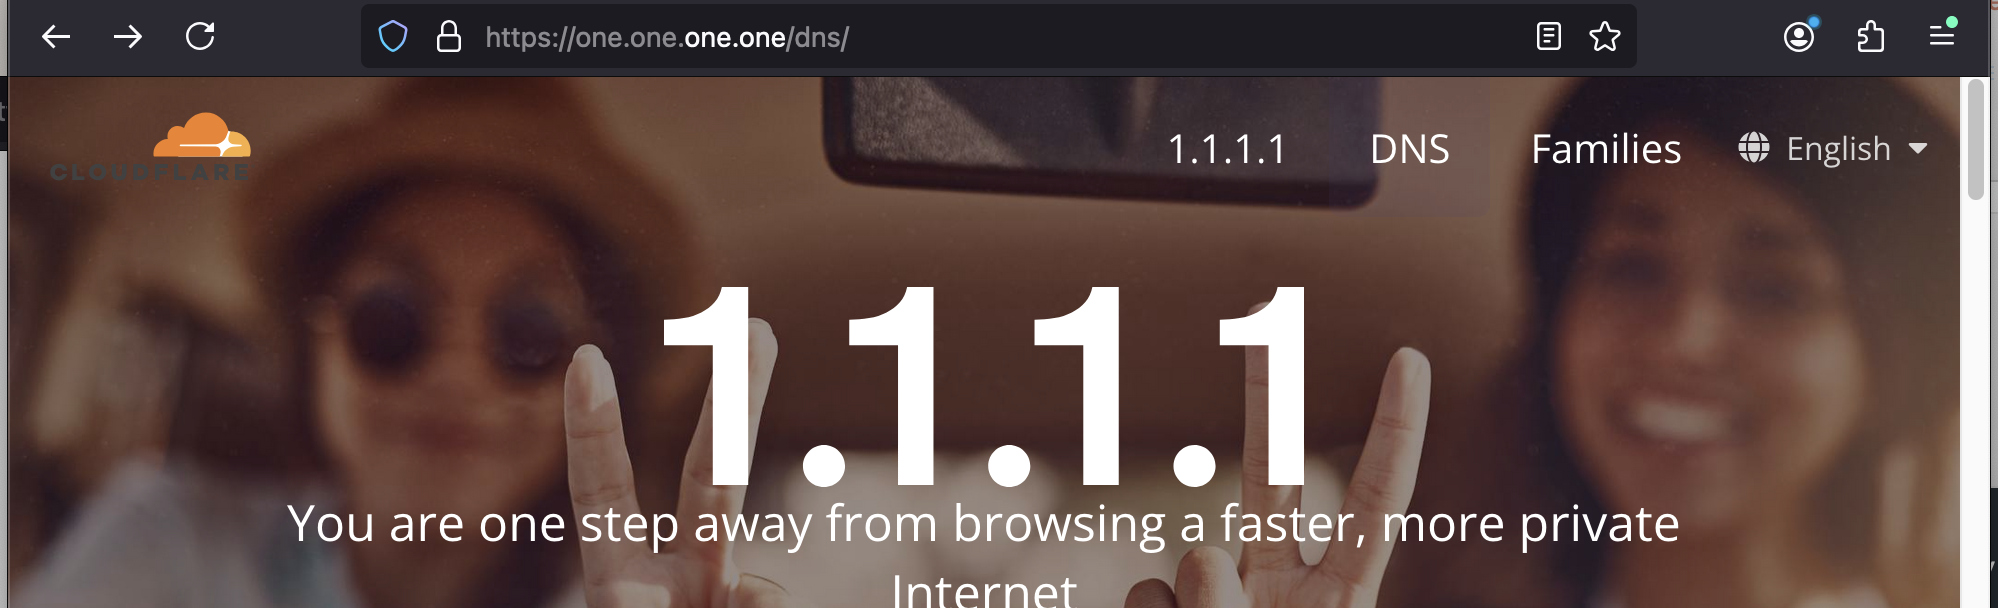 https://one.one.one.one/dns/
CLOUDFLARE
1.1.1.1 DNS Families English
1.1.1.1
You are one step away from browsing a faster, more private
Internet